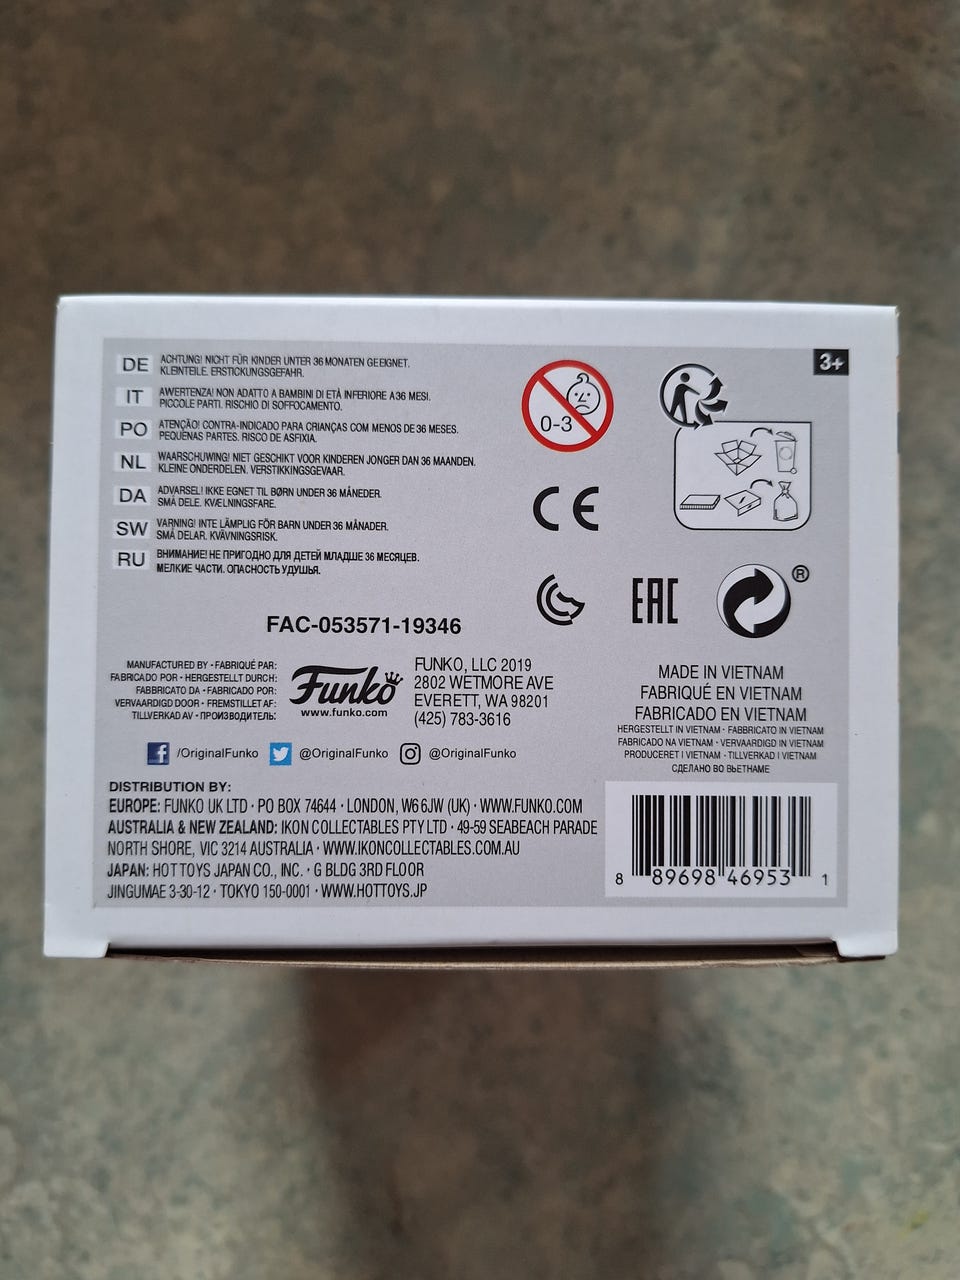 3+
DE ACHTUNG! NICHT FÜR KINDER UNTER 36 MONATEN GEEIGNET.
KLEINTEILE. ERSTICKUNGSGEFAHR.
IT AWERTENZA! NON ADATTO A BAMBINI DI ETÀ INFERIORE A 36 MESI.
PICCOLE PARTI. RISCHIO DI SOFFOCAMENTO.
PO ATENÇÃO! CONTRA-INDICADO PARA CRIANÇAS COM MENOS DE 36 MESES.
PEQUENAS PARTES. RISCO DE ASFIXIA.
NL WAARSCHUWING! NIET GESCHIKT VOOR KINDEREN JONGER DAN 36 MAANDEN.
KLEINE ONDERDELEN. VERSTIKKINGSGEVAAR.
DA ADVARSEL! IKKE EGNET TIL BØRN UNDER 36 MÅNEDER.
SMÅ DELE. KVÆLNINGSFARE.
SW VARNING! INTE LÄMPLIG FÖR BARN UNDER 36 MÅNADER.
SMÅ DELAR. KVÄVNINGSRISK.
RU ВНИМАНИЕ! НЕ ПРИГОДНО ДЛЯ ДЕТЕЙ МЛАДШЕ 36 МЕСЯЦЕВ.
МЕЛКИЕ ЧАСТИ. ОПАСНОСТЬ УДУШЬЯ.
0-3
CE
EAC
®
FAC-053571-19346
MANUFACTURED BY • FABRIQUÉ PAR:
FABRICADO POR • HERGESTELLT DURCH:
FABBRICATO DA • FABRICADO POR:
VERVAARDIGD DOOR • FREMSTILLET AF:
TILLVERKAD AV • ПРОИЗВОДИТЕЛЬ:
Funko
www.funko.com
FUNKO, LLC 2019
2802 WETMORE AVE
EVERETT, WA 98201
(425) 783-3616
MADE IN VIETNAM
FABRIQUÉ EN VIETNAM
FABRICADO EN VIETNAM
HERGESTELLT IN VIETNAM • FABBRICATO IN VIETNAM
FABRICADO NA VIETNAM • VERVAARDIGD IN VIETNAM
PRODUCERET I VIETNAM • TILLVERKAD I VIETNAM
СДЕЛАНО ВО ВЬЕТНАМЕ
/OriginalFunko @OriginalFunko @OriginalFunko
DISTRIBUTION BY:
EUROPE: FUNKO UK LTD • PO BOX 74644 • LONDON, W6 6JW (UK) • WWW.FUNKO.COM
AUSTRALIA & NEW ZEALAND: IKON COLLECTABLES PTY LTD • 49-59 SEABEACH PARADE
NORTH SHORE, VIC 3214 AUSTRALIA • WWW.IKONCOLLECTABLES.COM.AU
JAPAN: HOT TOYS JAPAN CO., INC. • G BLDG 3RD FLOOR
JINGUMAE 3-30-12 • TOKYO 150-0001 • WWW.HOTTOYS.JP
8 89698 46953 1